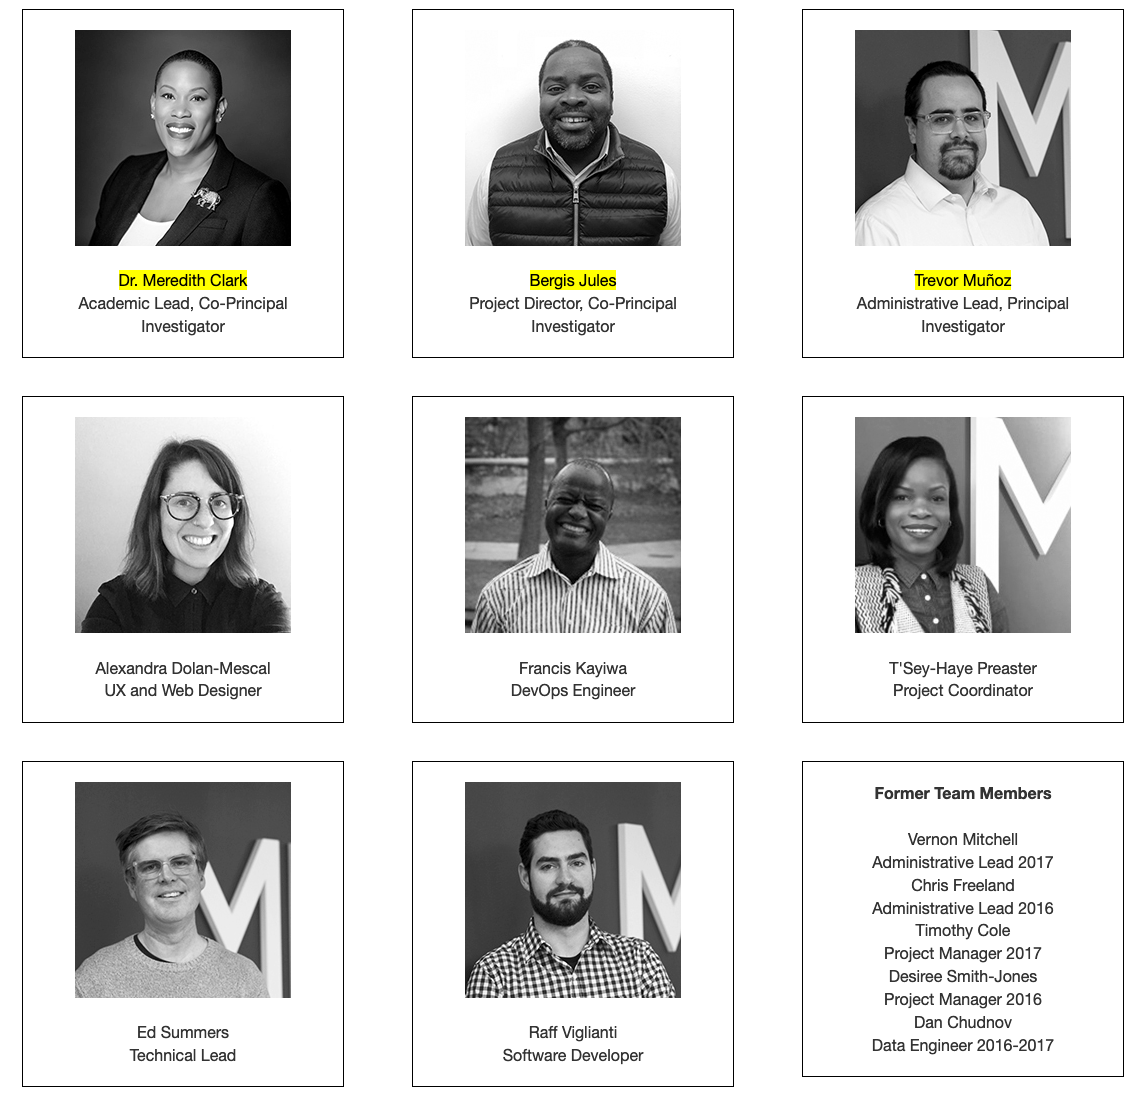 Dr. Meredith Clark
Academic Lead, Co-Principal
Investigator
Bergis Jules
Project Director, Co-Principal
Investigator
Trevor Muñoz
Administrative Lead, Principal
Investigator
Alexandra Dolan-Mescal
UX and Web Designer
Francis Kayiwa
DevOps Engineer
T'Sey-Haye Preaster
Project Coordinator
Ed Summers
Technical Lead
Raff Viglianti
Software Developer
Former Team Members
Vernon Mitchell
Administrative Lead 2017
Chris Freeland
Administrative Lead 2016
Timothy Cole
Project Manager 2017
Desiree Smith-Jones
Project Manager 2016
Dan Chudnov
Data Engineer 2016-2017